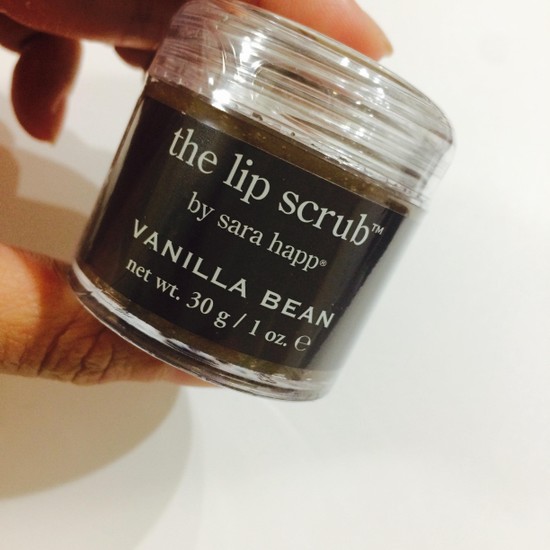 the lip scrub™
by sara happ®
VANILLA BEAN
net wt. 30 g / 1 oz. ℮